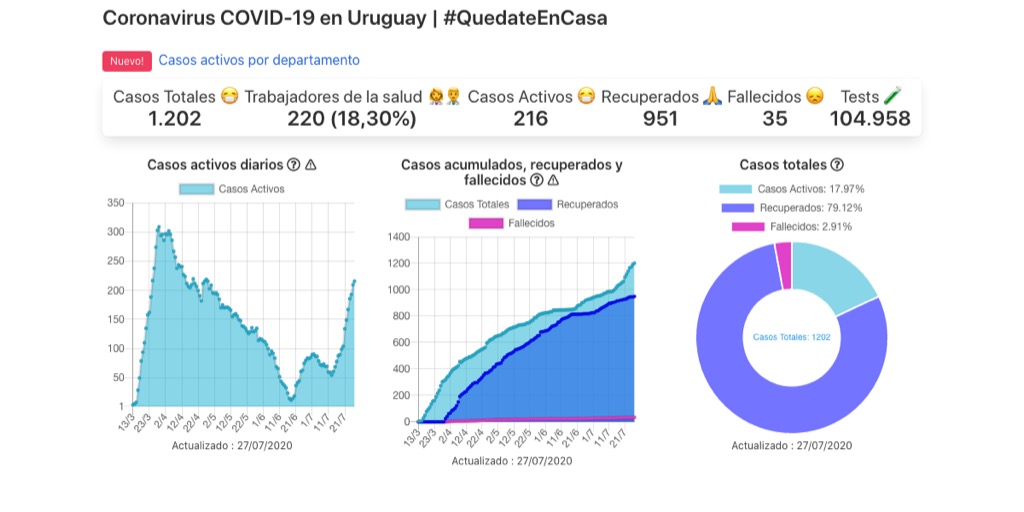 Coronavirus COVID-19 en Uruguay | #QuedateEnCasa
Nuevo! Casos activos por departamento
Casos Totales 😷 Trabajadores de la salud 👩‍⚕️👨‍⚕️ Casos Activos 😷 Recuperados 🙏 Fallecidos 😞 Tests 🧪
1.202 220 (18,30%) 216 951 35 104.958
Casos activos diarios
Casos Activos
350
300
250
200
150
100
50
1
13/3 23/3 2/4 12/4 22/4 2/5 12/5 22/5 1/6 11/6 21/6 1/7 11/7 21/7
Actualizado : 27/07/2020
Casos acumulados, recuperados y
fallecidos
Casos Totales Recuperados
Fallecidos
1400
1200
1000
800
600
400
200
0
13/3 23/3 2/4 12/4 22/4 2/5 12/5 22/5 1/6 11/6 21/6 1/7 11/7 21/7
Actualizado : 27/07/2020
Casos totales
Casos Activos: 17.97%
Recuperados: 79.12%
Fallecidos: 2.91%
Casos Totales: 1202
Actualizado : 27/07/2020